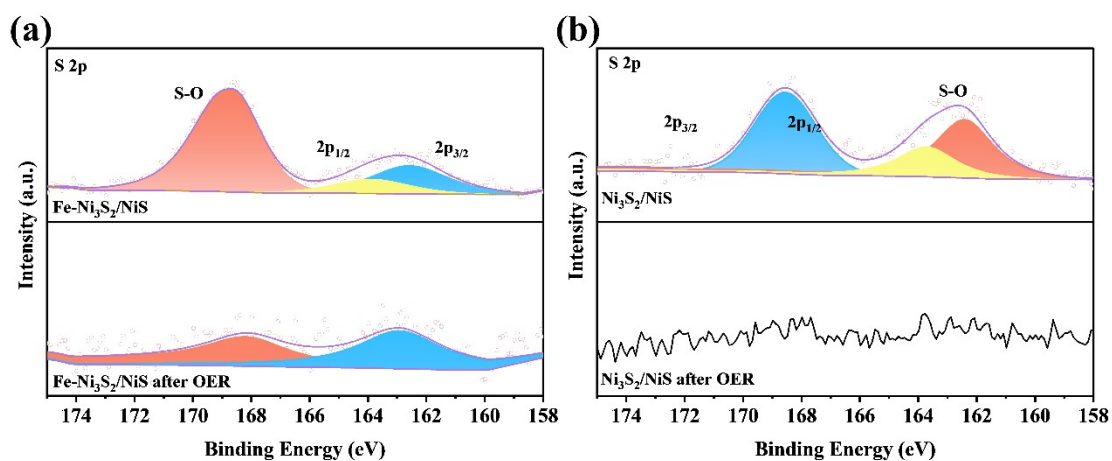 (a)
S 2p
S-O
2p1/2
2p3/2
Fe-Ni3S2/NiS
Fe-Ni3S2/NiS after OER
Intensity (a.u.)
174 172 170 168 166 164 162 160 158
Binding Energy (eV)
(b)
S 2p
S-O
2p3/2
2p1/2
Ni3S2/NiS
Ni3S2/NiS after OER
Intensity (a.u.)
174 172 170 168 166 164 162 160 158
Binding Energy (eV)